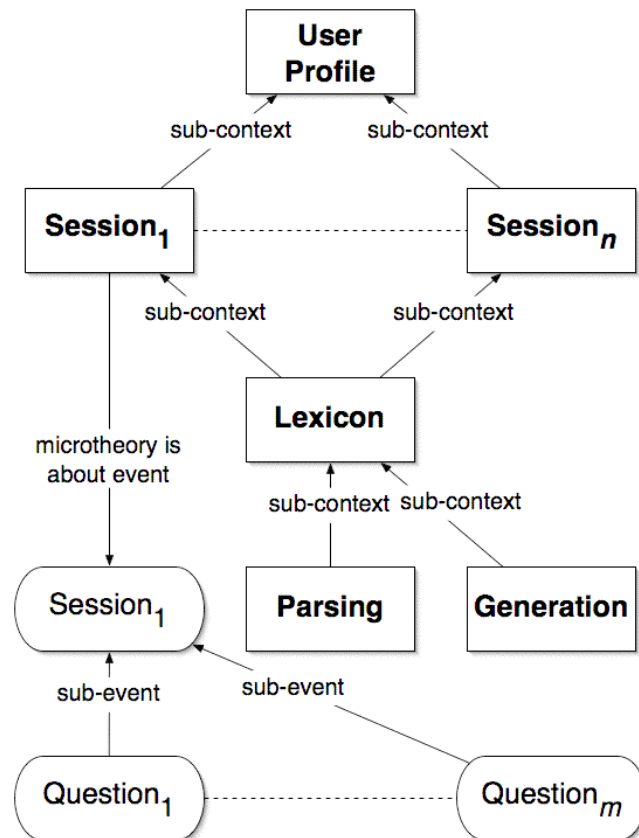 User
Profile
sub-context
sub-context
Session1
Sessionn
sub-context
sub-context
Lexicon
microtheory is
about event
sub-context
sub-context
Session1
Parsing
Generation
sub-event
sub-event
Question1
Questionm